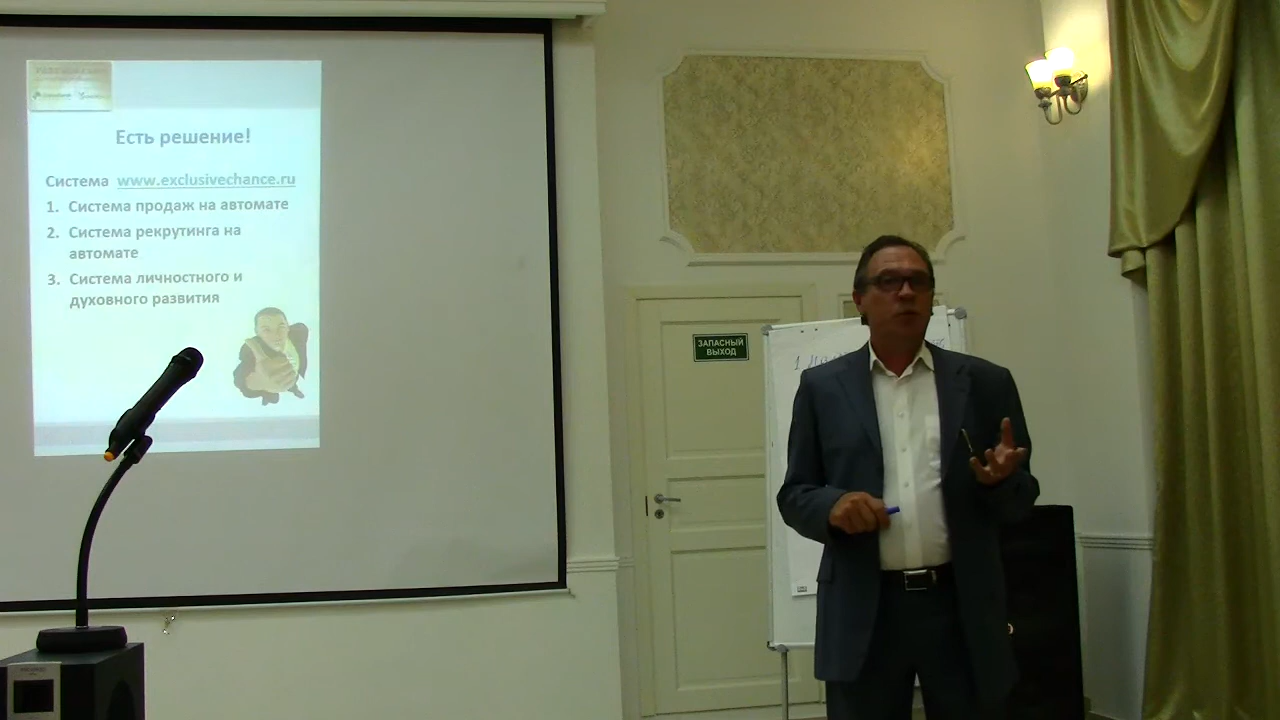 Есть решение!
Система www.exclusivechance.ru
1. Система продаж на автомате
2. Система рекрутинга на
автомате
3. Система личностного и
духовного развития
ЗАПАСНЫЙ
ВЫХОД